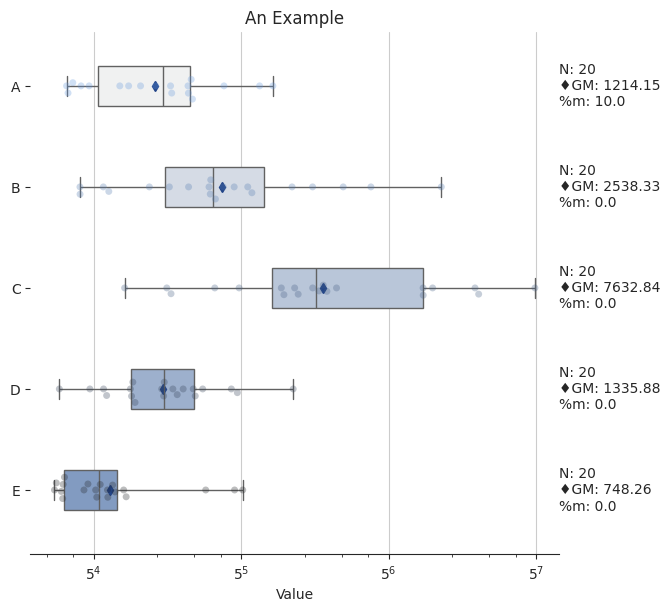 An Example
A
N: 20
♦GM: 1214.15
%m: 10.0
B
N: 20
♦GM: 2538.33
%m: 0.0
C
N: 20
♦GM: 7632.84
%m: 0.0
D
N: 20
♦GM: 1335.88
%m: 0.0
E
N: 20
♦GM: 748.26
%m: 0.0
5⁴ 5⁵ 5⁶ 5⁷
Value